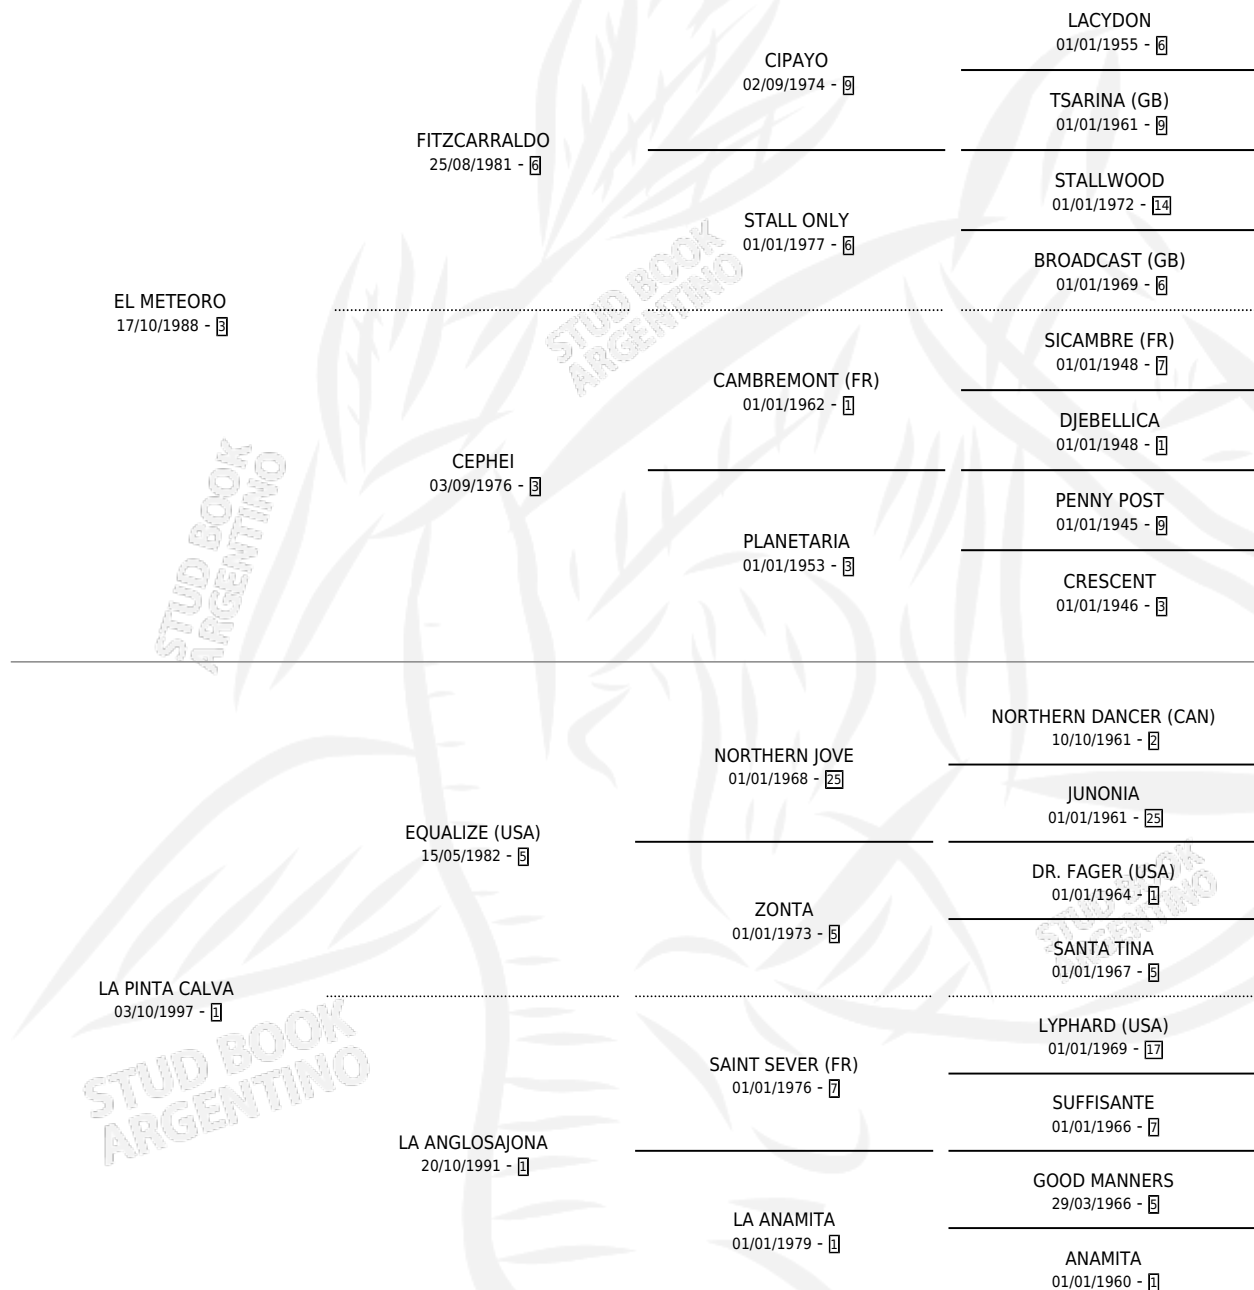 LACYDON
01/01/1955 - 6
CIPAYO
02/09/1974 - 9
TSARINA (GB)
01/01/1961 - 9
FITZCARRALDO
25/08/1981 - 6
STALLWOOD
01/01/1972 - 14
STALL ONLY
01/01/1977 - 6
BROADCAST (GB)
01/01/1969 - 6
EL METEORO
17/10/1988 - 3
STUD BOOK
ARGENTINO
SICAMBRE (FR)
01/01/1948 - 7
CAMBREMONT (FR)
01/01/1962 - 1
DJEBELLICA
01/01/1948 - 1
CEPHEI
03/09/1976 - 3
PENNY POST
01/01/1945 - 9
PLANETARIA
01/01/1953 - 3
CRESCENT
01/01/1946 - 3
STUD BOOK
ARGENTINO
NORTHERN DANCER (CAN)
10/10/1961 - 2
NORTHERN JOVE
01/01/1968 - 25
JUNONIA
01/01/1961 - 25
EQUALIZE (USA)
15/05/1982 - 5
DR. FAGER (USA)
01/01/1964 - 1
ZONTA
01/01/1973 - 5
SANTA TINA
01/01/1967 - 5
STUD BOOK
ARGENTINO
LA PINTA CALVA
03/10/1997 - 1
STUD BOOK
ARGENTINO
LYPHARD (USA)
01/01/1969 - 17
SAINT SEVER (FR)
01/01/1976 - 7
SUFFISANTE
01/01/1966 - 7
LA ANGLOSAJONA
20/10/1991 - 1
GOOD MANNERS
29/03/1966 - 5
LA ANAMITA
01/01/1979 - 1
ANAMITA
01/01/1960 - 1